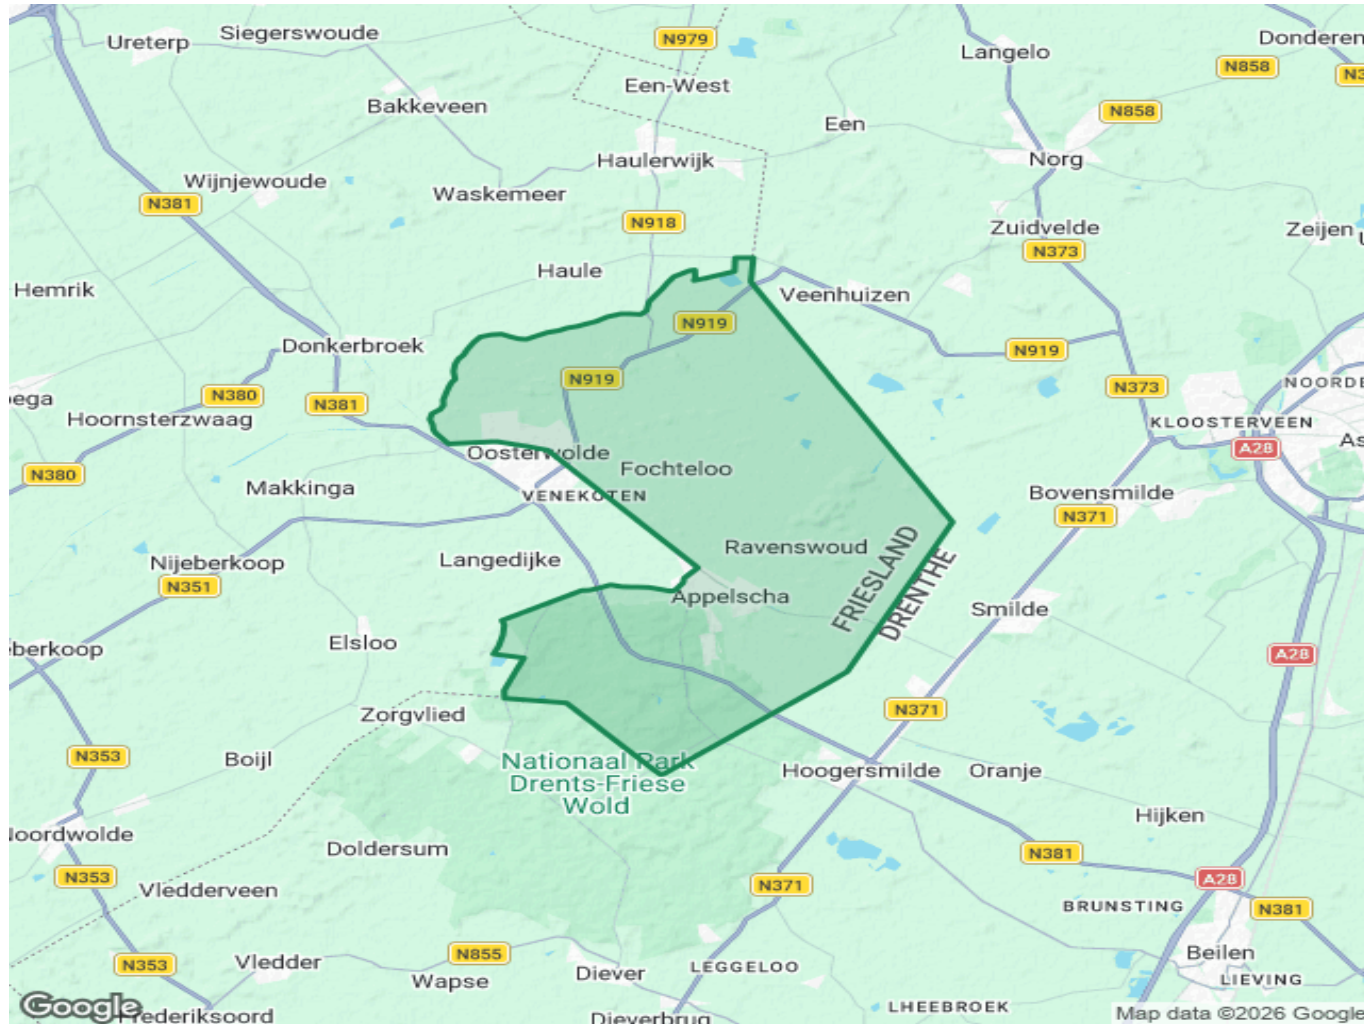 Siegerswoude
Ureterp
N979
Langelo
Donderen
N858
Een-West
Bakkeveen
N858
Een
Haulerwijk
Norg
Wijnjewoude
Waskemeer
N381
N918
Zuidvelde
Zeijen
N373
Haule
Hemrik
Veenhuizen
N919
Donkerbroek
N919
N919
N373
NOORDE
N380
N381
Hoornsterzwaag
KLOOSTERVEEN
A28
Oosterwolde
Fochteloo
N380
Makkinga
VENEKOTEN
Bovensmilde
N371
Ravenswoud
Nijeberkoop
Langedijke
N351
FRIESLAND
DRENTHE
Appelscha
Smilde
Elsloo
eberkoop
A28
N371
Zorgvlied
N353
Boijl
Nationaal Park
Drents-Friese
Wold
Hoogersmilde
Oranje
Hijken
Noordwolde
Doldersum
N381
N353
Vledderveen
N371
A28
BRUNSTING
N381
N855
N353
Vledder
Wapse
Diever
LEGGELOO
Beilen
LIEVING
Google
Frederiksoord
Dieverbrug
LHEEBROEK
Map data ©2026 Google